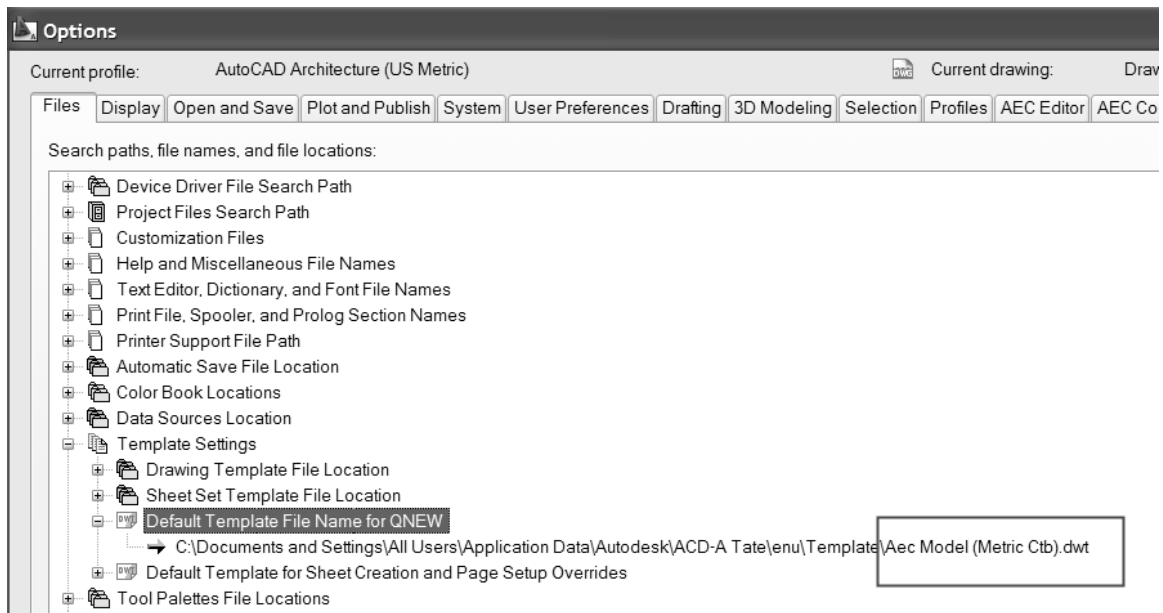 Options
Current profile: AutoCAD Architecture (US Metric) Current drawing: Draw
Files Display Open and Save Plot and Publish System User Preferences Drafting 3D Modeling Selection Profiles AEC Editor AEC Co
Search paths, file names, and file locations:
Device Driver File Search Path
Project Files Search Path
Customization Files
Help and Miscellaneous File Names
Text Editor, Dictionary, and Font File Names
Print File, Spooler, and Prolog Section Names
Printer Support File Path
Automatic Save File Location
Color Book Locations
Data Sources Location
Template Settings
Drawing Template File Location
Sheet Set Template File Location
Default Template File Name for QNEW
C:\Documents and Settings\All Users\Application Data\Autodesk\ACD-A Tate\enu\Template\Aec Model (Metric Ctb).dwt
Default Template for Sheet Creation and Page Setup Overrides
Tool Palettes File Locations